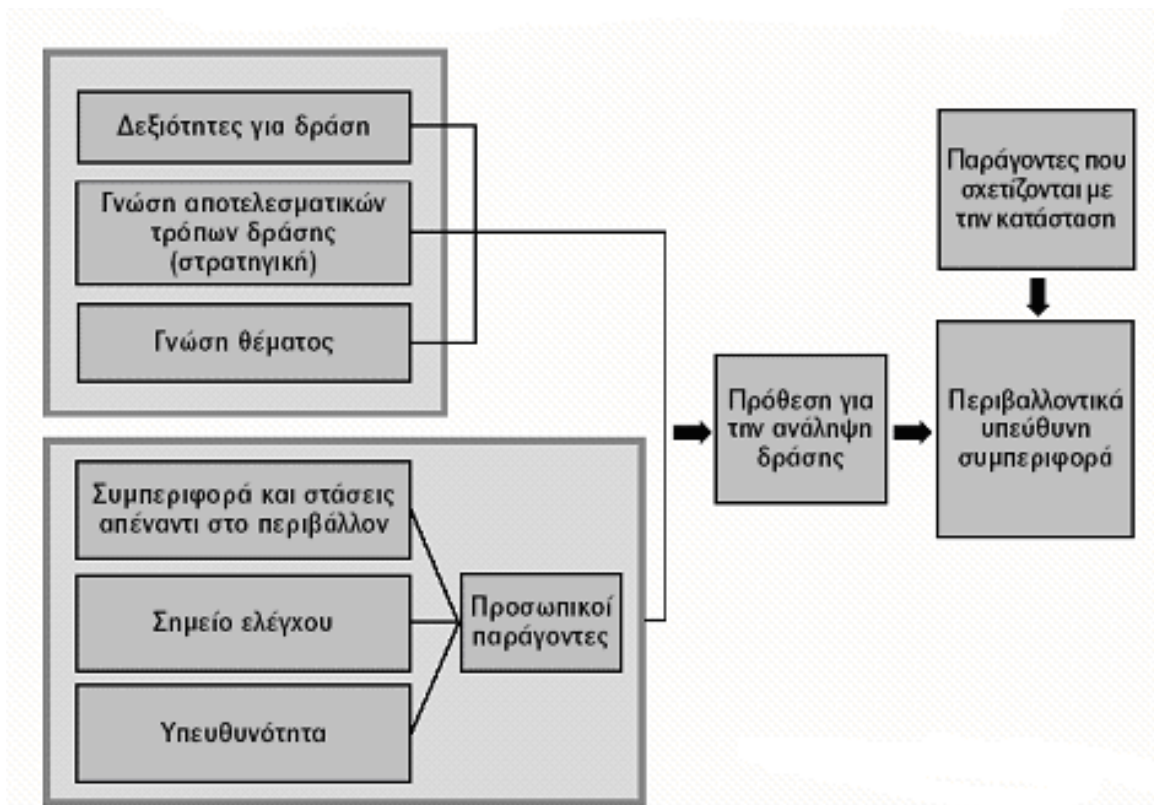 Δεξιότητες για δράση
Γνώση αποτελεσματικών
τρόπων δράσης
(στρατηγική)
Γνώση θέματος
Συμπεριφορά και στάσεις
απέναντι στο περιβάλλον
Σημείο ελέγχου
Υπευθυνότητα
Προσωπικοί
παράγοντες
Πρόθεση για
την ανάληψη
δράσης
Παράγοντες που
σχετίζονται με
την κατάσταση
Περιβαλλοντικά
υπεύθυνη
συμπεριφορά